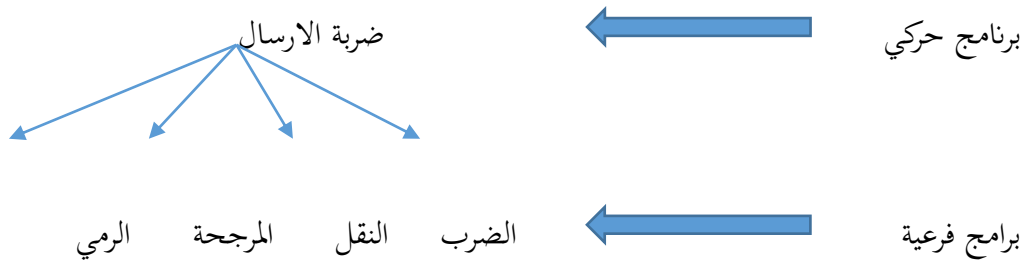 برنامج حركي ضربة الارسال
برامج فرعية الضرب النقل المرجحة الرمي